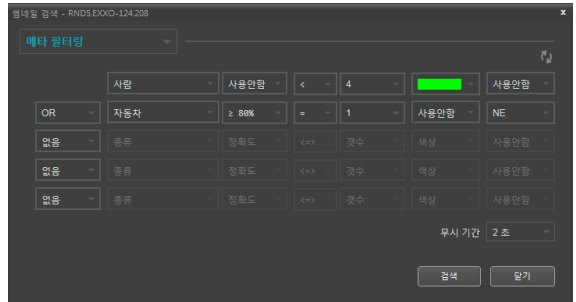 썸네일 검색 - RND5.EXXO-124.208 x
메타 필터링
사람 사용안함 < 4 사용안함
OR 자동차 ≥ 80% = 1 사용안함 NE
없음 종류 정확도 <=> 갯수 색상 사용안함
없음 종류 정확도 <=> 갯수 색상 사용안함
없음 종류 정확도 <=> 갯수 색상 사용안함
무시 기간 2 초
검색 닫기